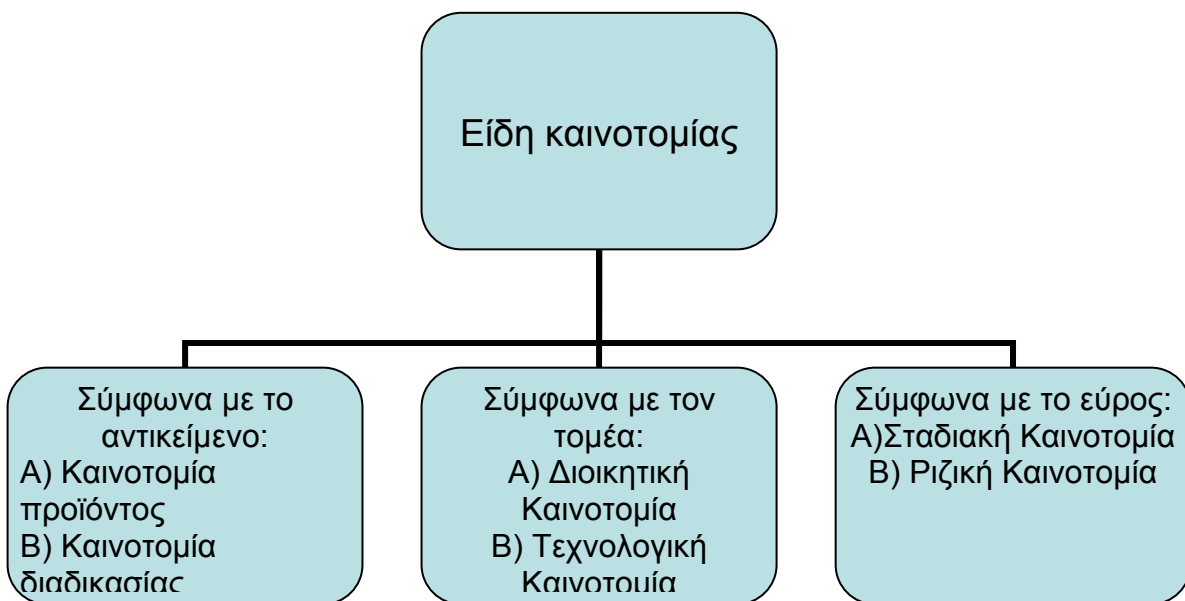 Είδη καινοτομίας
Σύμφωνα με το
αντικείμενο:
Α) Καινοτομία
προϊόντος
Β) Καινοτομία
διαδικασίας
Σύμφωνα με τον
τομέα:
Α) Διοικητική
Καινοτομία
Β) Τεχνολογική
Καινοτομία
Σύμφωνα με το εύρος:
Α)Σταδιακή Καινοτομία
Β) Ριζική Καινοτομία